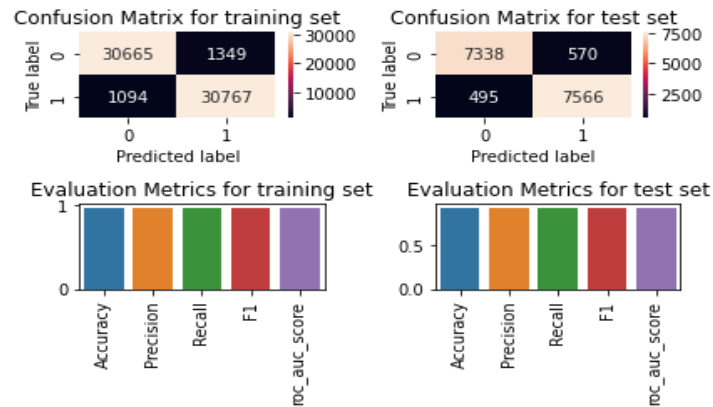 Confusion Matrix for training set
True label
0
30665
1349
1
1094
30767
0
1
Predicted label
30000
20000
10000
Confusion Matrix for test set
True label
0
7338
570
1
495
7566
0
1
Predicted label
7500
5000
2500
Evaluation Metrics for training set
1
0
Accuracy
Precision
Recall
F1
roc_auc_score
Evaluation Metrics for test set
0.5
0.0
Accuracy
Precision
Recall
F1
roc_auc_score